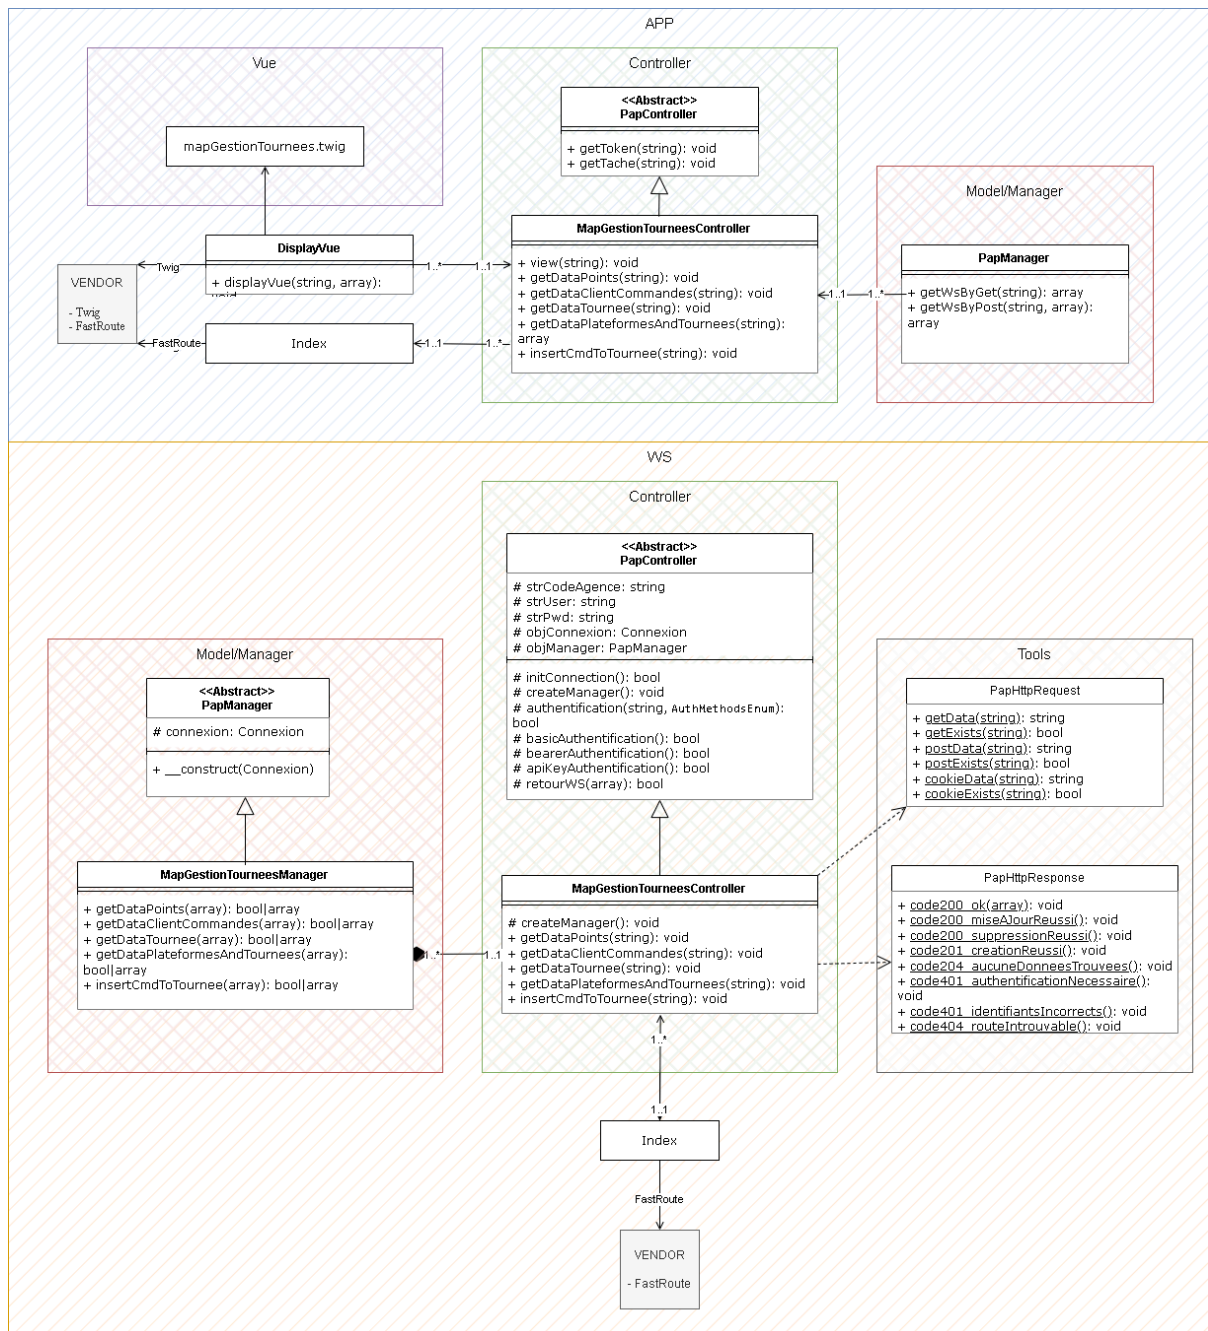 APP
Vue
mapGestionTournees.twig
DisplayVue
+ displayVue(string, array):
Twig
VENDOR
- Twig
- FastRoute
FastRoute
Index
1..*
1..1
1..1
1..*
Controller
<<Abstract>>
PapController
+ getToken(string): void
+ getTache(string): void
MapGestionTourneesController
+ view(string): void
+ getDataPoints(string): void
+ getDataClientCommandes(string): void
+ getDataTournee(string): void
+ getDataPlateformesAndTournees(string):
array
+ insertCmdToTournee(string): void
1..1
1..*
Model/Manager
PapManager
+ getWsByGet(string): array
+ getWsByPost(string, array):
array
WS
Controller
<<Abstract>>
PapController
# strCodeAgence: string
# strUser: string
# strPwd: string
# objConnexion: Connexion
# objManager: PapManager
# initConnection(): bool
# createManager(): void
# authentification(string, AuthMethodsEnum):
bool
# basicAuthentification(): bool
# bearerAuthentification(): bool
# apiKeyAuthentification(): bool
# retourWS(array): bool
Model/Manager
<<Abstract>>
PapManager
# connexion: Connexion
+ __construct(Connexion)
MapGestionTourneesManager
+ getDataPoints(array): bool|array
+ getDataClientCommandes(array): bool|array
+ getDataTournee(array): bool|array
+ getDataPlateformesAndTournees(array):
bool|array
+ insertCmdToTournee(array): bool|array
1..*
1..1
MapGestionTourneesController
# createManager(): void
+ getDataPoints(string): void
+ getDataClientCommandes(string): void
+ getDataTournee(string): void
+ getDataPlateformesAndTournees(string): void
+ insertCmdToTournee(string): void
Tools
PapHttpRequest
+ getData(string): string
+ getExists(string): bool
+ postData(string): string
+ postExists(string): bool
+ cookieData(string): string
+ cookieExists(string): bool
PapHttpResponse
+ code200_ok(array): void
+ code200_miseAJourReussi(): void
+ code200_suppressionReussi(): void
+ code201_creationReussi(): void
+ code204_aucuneDonneesTrouvees(): void
+ code401_authentificationNecessaire():
void
+ code401_identifiantsIncorrects(): void
+ code404_routeIntrouvable(): void
1..*
1..1
Index
FastRoute
VENDOR
- FastRoute